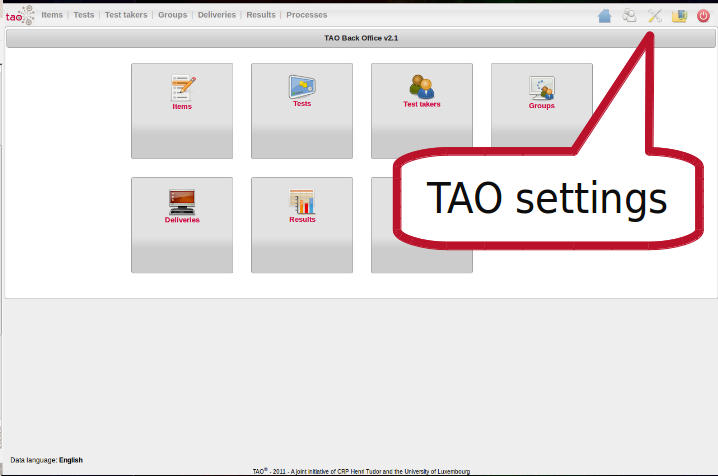 tao
Items | Tests | Test takers | Groups | Deliveries | Results | Processes
TAO Back Office v2.1
Items
Tests
Test takers
Groups
TAO settings
Deliveries
Results
Data language: English
TAO® - 2011 - A joint initiative of CRP Henri Tudor and the University of Luxembourg